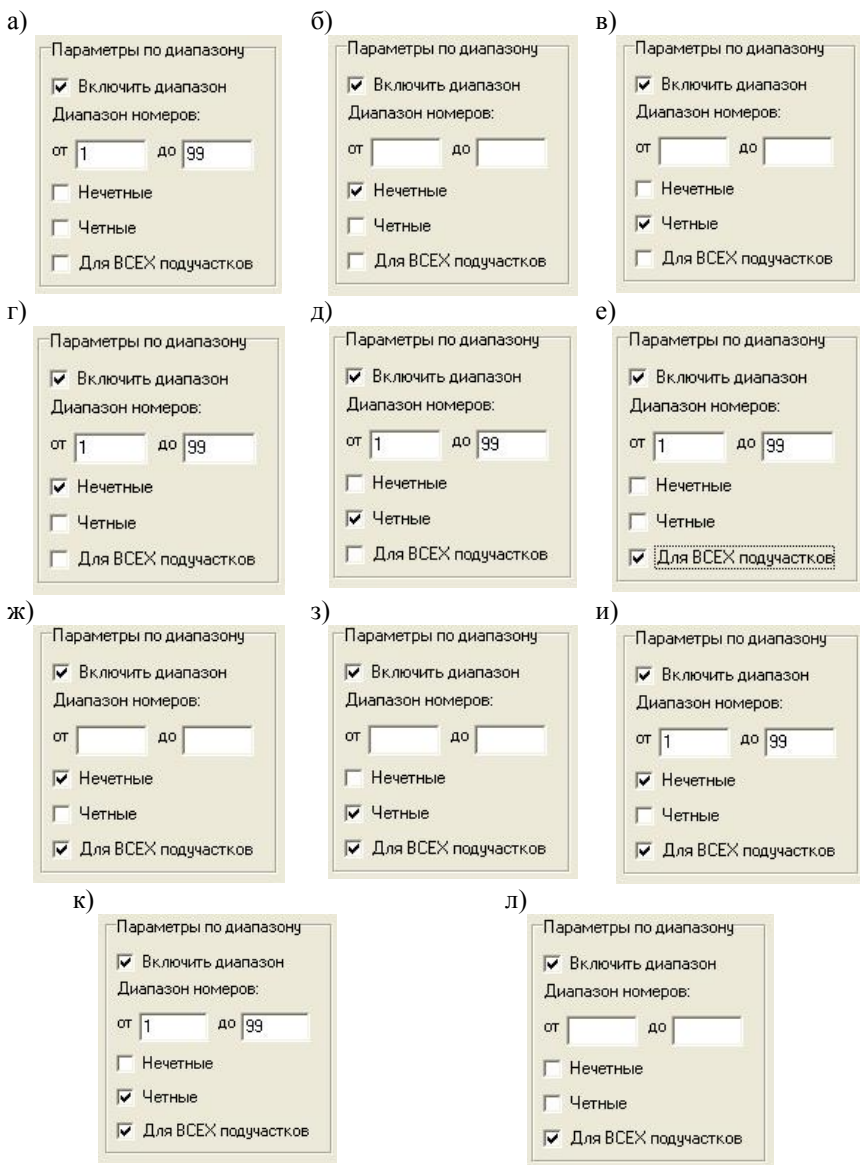 а)
Параметры по диапазону
Включить диапазон
Диапазон номеров:
от 1 до 99
Нечетные
Четные
Для ВСЕХ подучастков
б)
Параметры по диапазону
Включить диапазон
Диапазон номеров:
от до
Нечетные
Четные
Для ВСЕХ подучастков
в)
Параметры по диапазону
Включить диапазон
Диапазон номеров:
от до
Нечетные
Четные
Для ВСЕХ подучастков
г)
Параметры по диапазону
Включить диапазон
Диапазон номеров:
от 1 до 99
Нечетные
Четные
Для ВСЕХ подучастков
д)
Параметры по диапазону
Включить диапазон
Диапазон номеров:
от 1 до 99
Нечетные
Четные
Для ВСЕХ подучастков
е)
Параметры по диапазону
Включить диапазон
Диапазон номеров:
от 1 до 99
Нечетные
Четные
Для ВСЕХ подучастков
ж)
Параметры по диапазону
Включить диапазон
Диапазон номеров:
от до
Нечетные
Четные
Для ВСЕХ подучастков
з)
Параметры по диапазону
Включить диапазон
Диапазон номеров:
от до
Нечетные
Четные
Для ВСЕХ подучастков
и)
Параметры по диапазону
Включить диапазон
Диапазон номеров:
от 1 до 99
Нечетные
Четные
Для ВСЕХ подучастков
к)
Параметры по диапазону
Включить диапазон
Диапазон номеров:
от 1 до 99
Нечетные
Четные
Для ВСЕХ подучастков
л)
Параметры по диапазону
Включить диапазон
Диапазон номеров:
от до
Нечетные
Четные
Для ВСЕХ подучастков